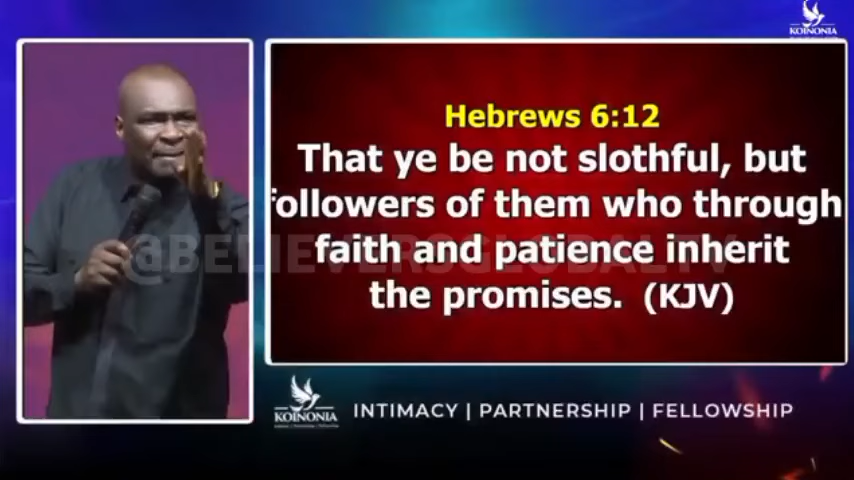 KOINONIA
Hebrews 6:12
That ye be not slothful, but
followers of them who through
faith and patience inherit
the promises. (KJV)
@BELIEVERSGLOBALTV
KOINONIA
INTIMACY | PARTNERSHIP | FELLOWSHIP